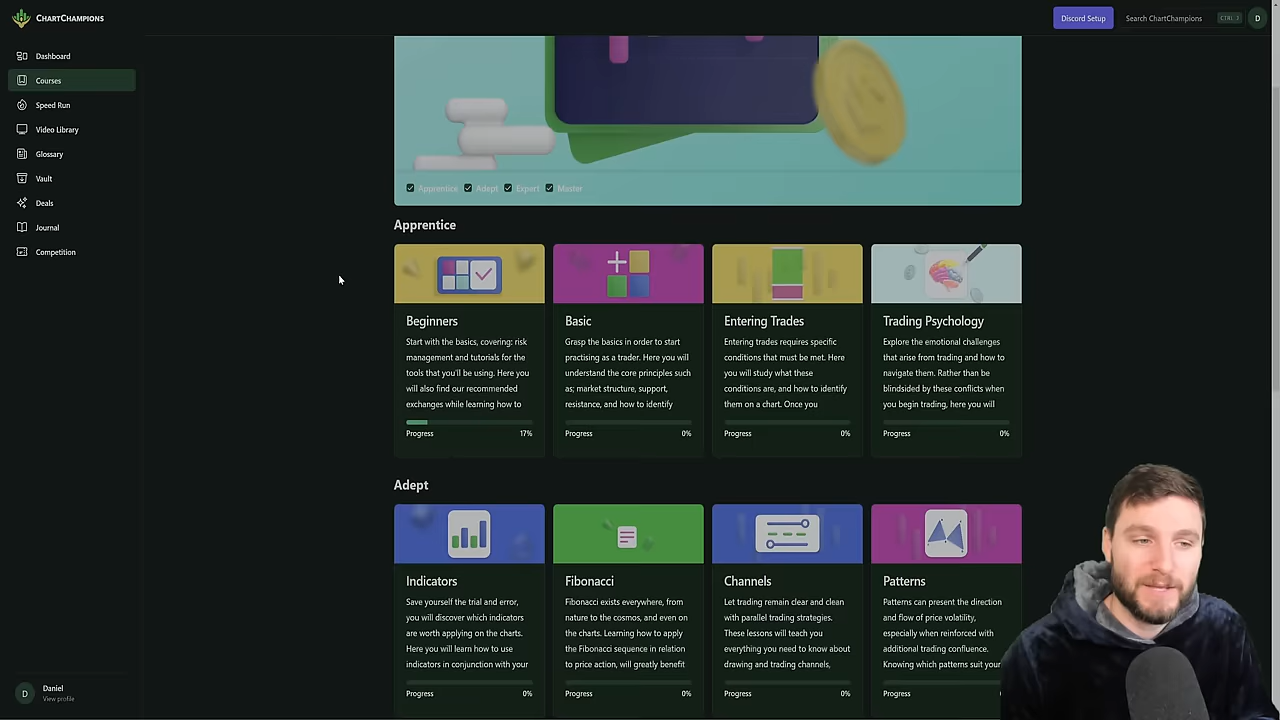 ChartChampions
Discord Setup
Search ChartChampions
CTRL
D
Dashboard
Courses
Speed Run
Video Library
Glossary
Vault
Deals
Journal
Competition
Apprentice Adept Expert Master
Apprentice
Beginners
Start with the basics, covering: risk
management and tutorials for the
tools that you'll be using. Here you
will also find our recommended
exchanges while learning how to
Progress 17%
Basic
Grasp the basics in order to start
practising as a trader. Here you will
understand the core principles such
as; market structure, support,
resistance, and how to identify
Progress 0%
Entering Trades
Entering trades requires specific
conditions that must be met. Here
you will study what these
conditions are, and how to identify
them on a chart. Once you
Progress 0%
Trading Psychology
Explore the emotional challenges
that arise from trading and how to
navigate them. Rather than be
blindsided by these conflicts when
you begin trading, here you will
Progress 0%
Adept
Indicators
Save yourself the trial and error,
you will discover which indicators
are worth applying on the charts.
Here you will learn how to use
indicators in conjunction with your
Progress 0%
Fibonacci
Fibonacci exists everywhere, from
nature to the cosmos, and even on
the charts. Learning how to apply
the Fibonacci sequence in relation
to price action, will greatly benefit
Progress 0%
Channels
Let trading remain clear and clean
with parallel trading strategies.
These lessons will teach you
everything you need to know about
drawing and trading channels,
Progress 0%
Patterns
Patterns can present the direction
and flow of price volatility,
especially when reinforced with
additional trading confluence.
Knowing which patterns suit your
Progress
D
Daniel
View profile